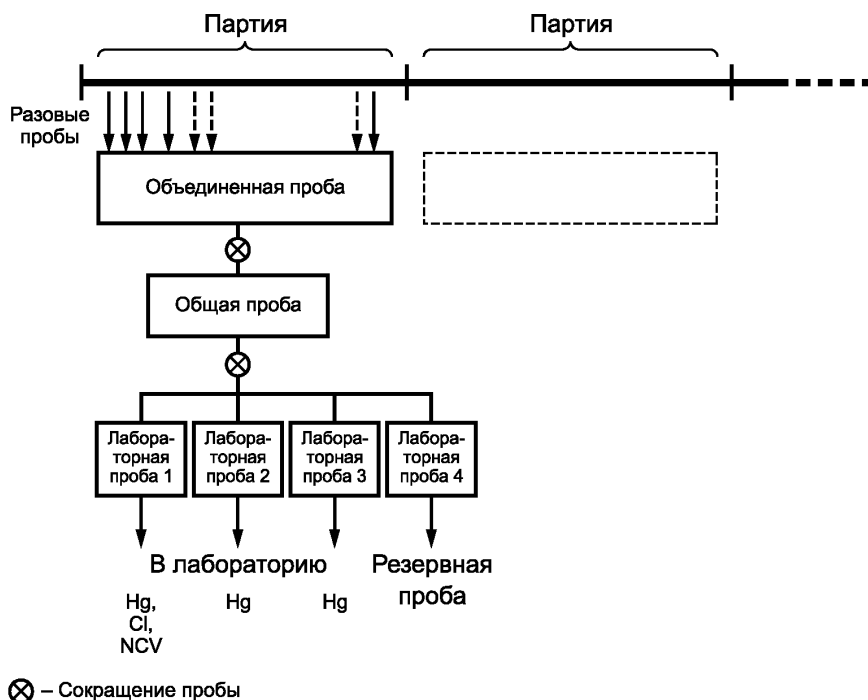 Партия
Партия
Разовые
пробы
Объединенная проба
Общая проба
Лабора-
торная
проба 1
Лабора-
торная
проба 2
Лабора-
торная
проба 3
Лабора-
торная
проба 4
В лабораторию
Резервная
проба
Hg,
Cl,
NCV
Hg
Hg
– Сокращение пробы